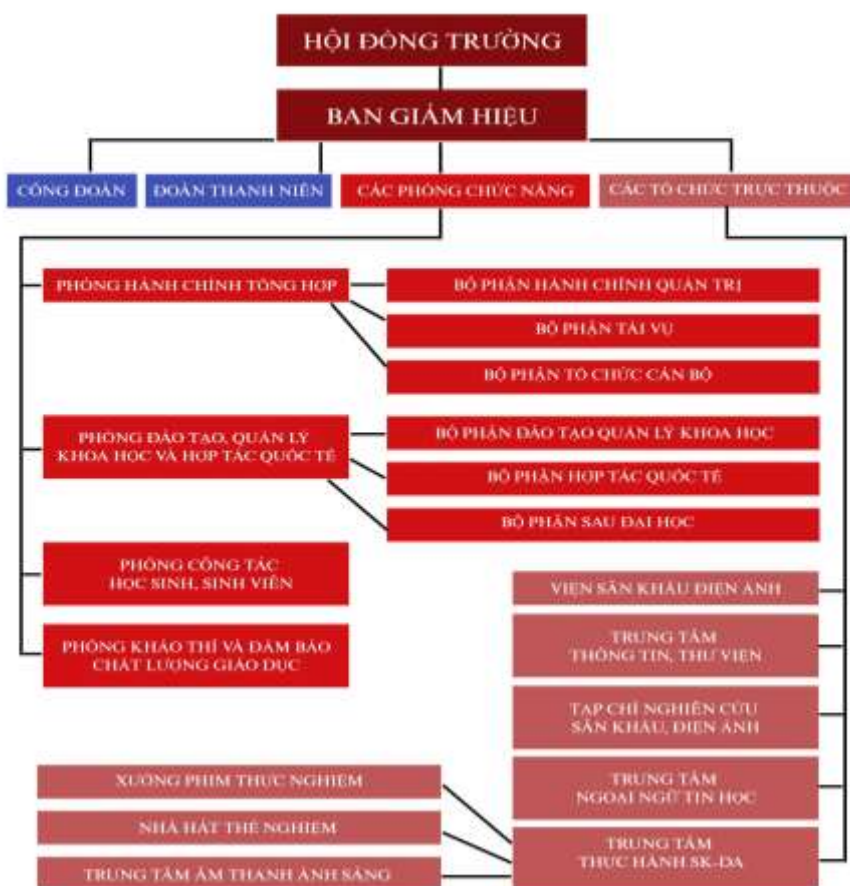 HỘI ĐỒNG TRƯỜNG
BAN GIÁM HIỆU
CÔNG ĐOÀN
ĐOÀN THANH NIÊN
CÁC PHÒNG CHỨC NĂNG
CÁC TỔ CHỨC TRỰC THUỘC
PHÒNG HÀNH CHÍNH TỔNG HỢP
BỘ PHẬN HÀNH CHÍNH QUẢN TRỊ
BỘ PHẬN TÀI VỤ
BỘ PHẬN TỔ CHỨC CÁN BỘ
PHÒNG ĐÀO TẠO, QUẢN LÝ
KHOA HỌC VÀ HỢP TÁC QUỐC TẾ
BỘ PHẬN ĐÀO TẠO QUẢN LÝ KHOA HỌC
BỘ PHẬN HỢP TÁC QUỐC TẾ
BỘ PHẬN SAU ĐẠI HỌC
PHÒNG CÔNG TÁC
HỌC SINH, SINH VIÊN
PHÒNG KHẢO THÍ VÀ ĐẢM BẢO
CHẤT LƯỢNG GIÁO DỤC
VIỆN SÂN KHẤU ĐIỆN ẢNH
TRUNG TÂM
THÔNG TIN, THƯ VIỆN
TẠP CHÍ NGHIÊN CỨU
SÂN KHẤU, ĐIỆN ẢNH
TRUNG TÂM
NGOẠI NGỮ TIN HỌC
TRUNG TÂM
THỰC HÀNH SK-ĐA
XƯỞNG PHIM THỰC NGHIỆM
NHÀ HÁT THỂ NGHIỆM
TRUNG TÂM ÂM THANH ÁNH SÁNG